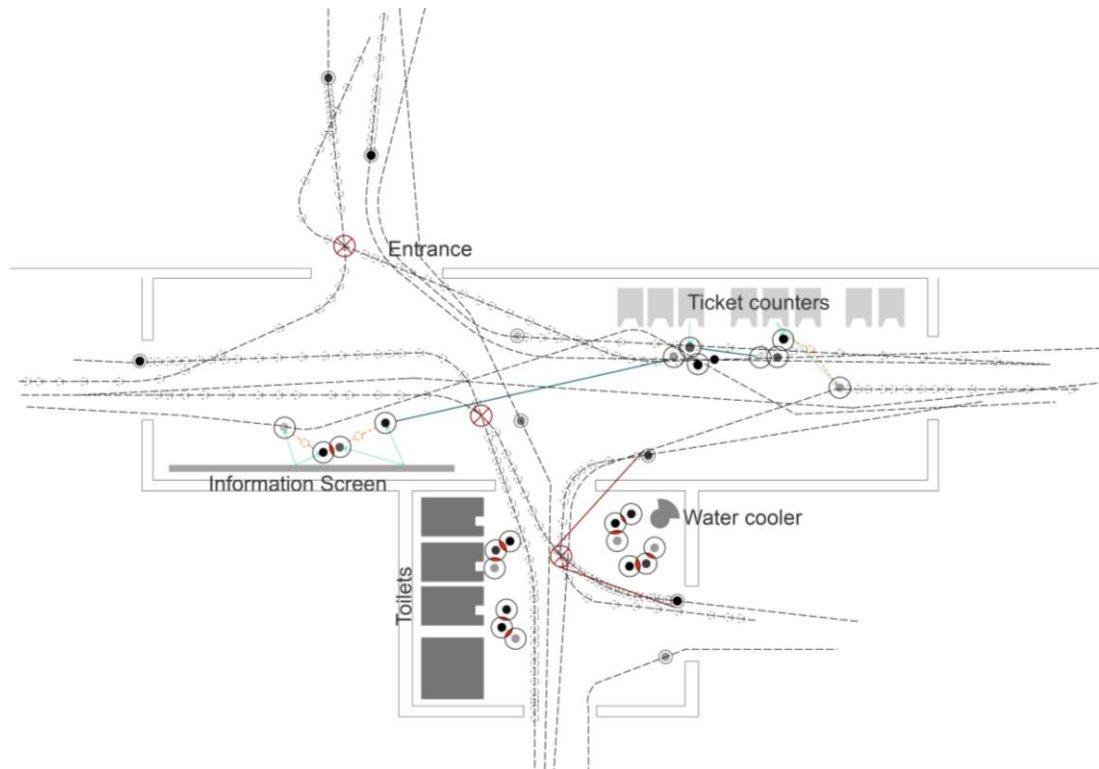 Entrance
Ticket counters
Information Screen
Water cooler
Toilets